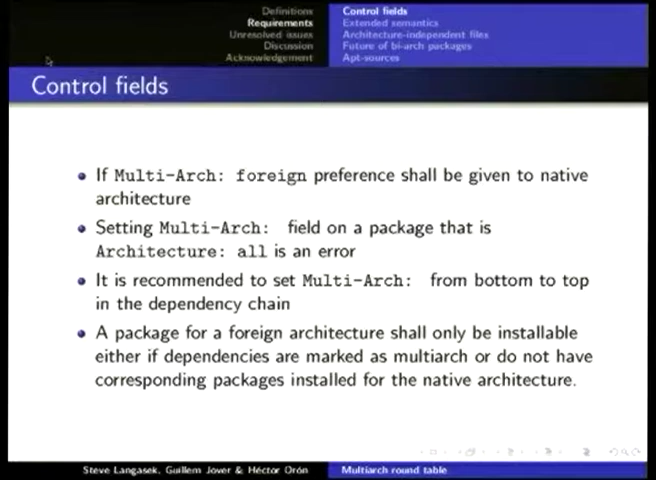 Definitions
Requirements
Unresolved issues
Discussion
Acknowledgement
Control fields
Extended semantics
Architecture-independent files
Future of bi-arch packages
Apt-sources
Control fields
If Multi-Arch: foreign preference shall be given to native
architecture
Setting Multi-Arch: field on a package that is
Architecture: all is an error
It is recommended to set Multi-Arch: from bottom to top
in the dependency chain
A package for a foreign architecture shall only be installable
either if dependencies are marked as multiarch or do not have
corresponding packages installed for the native architecture.
Steve Langasek, Guillem Jover & Héctor Orón
Multiarch round table